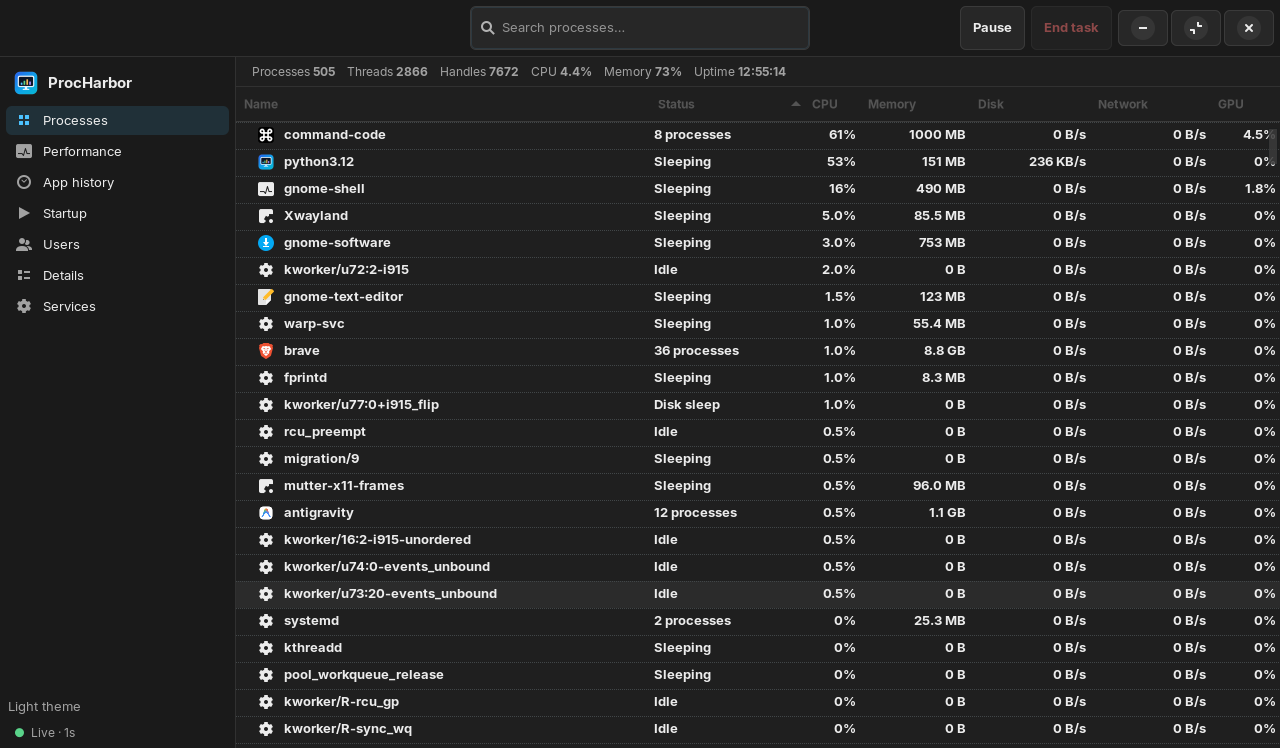 Search processes...
Pause
End task
ProcHarbor
Processes
Performance
App history
Startup
Users
Details
Services
Light theme
Live · 1s
Processes 505 Threads 2866 Handles 7672 CPU 4.4% Memory 73% Uptime 12:55:14
Name Status CPU Memory Disk Network GPU
command-code 8 processes 61% 1000 MB 0 B/s 0 B/s 4.5%
python3.12 Sleeping 53% 151 MB 236 KB/s 0 B/s 0%
gnome-shell Sleeping 16% 490 MB 0 B/s 0 B/s 1.8%
Xwayland Sleeping 5.0% 85.5 MB 0 B/s 0 B/s 0%
gnome-software Sleeping 3.0% 753 MB 0 B/s 0 B/s 0%
kworker/u72:2-i915 Idle 2.0% 0 B 0 B/s 0 B/s 0%
gnome-text-editor Sleeping 1.5% 123 MB 0 B/s 0 B/s 0%
warp-svc Sleeping 1.0% 55.4 MB 0 B/s 0 B/s 0%
brave 36 processes 1.0% 8.8 GB 0 B/s 0 B/s 0%
fprintd Sleeping 1.0% 8.3 MB 0 B/s 0 B/s 0%
kworker/u77:0+i915_flip Disk sleep 1.0% 0 B 0 B/s 0 B/s 0%
rcu_preempt Idle 0.5% 0 B 0 B/s 0 B/s 0%
migration/9 Sleeping 0.5% 0 B 0 B/s 0 B/s 0%
mutter-x11-frames Sleeping 0.5% 96.0 MB 0 B/s 0 B/s 0%
antigravity 12 processes 0.5% 1.1 GB 0 B/s 0 B/s 0%
kworker/16:2-i915-unordered Idle 0.5% 0 B 0 B/s 0 B/s 0%
kworker/u74:0-events_unbound Idle 0.5% 0 B 0 B/s 0 B/s 0%
kworker/u73:20-events_unbound Idle 0.5% 0 B 0 B/s 0 B/s 0%
systemd 2 processes 0% 25.3 MB 0 B/s 0 B/s 0%
kthreadd Sleeping 0% 0 B 0 B/s 0 B/s 0%
pool_workqueue_release Sleeping 0% 0 B 0 B/s 0 B/s 0%
kworker/R-rcu_gp Idle 0% 0 B 0 B/s 0 B/s 0%
kworker/R-sync_wq Idle 0% 0 B 0 B/s 0 B/s 0%